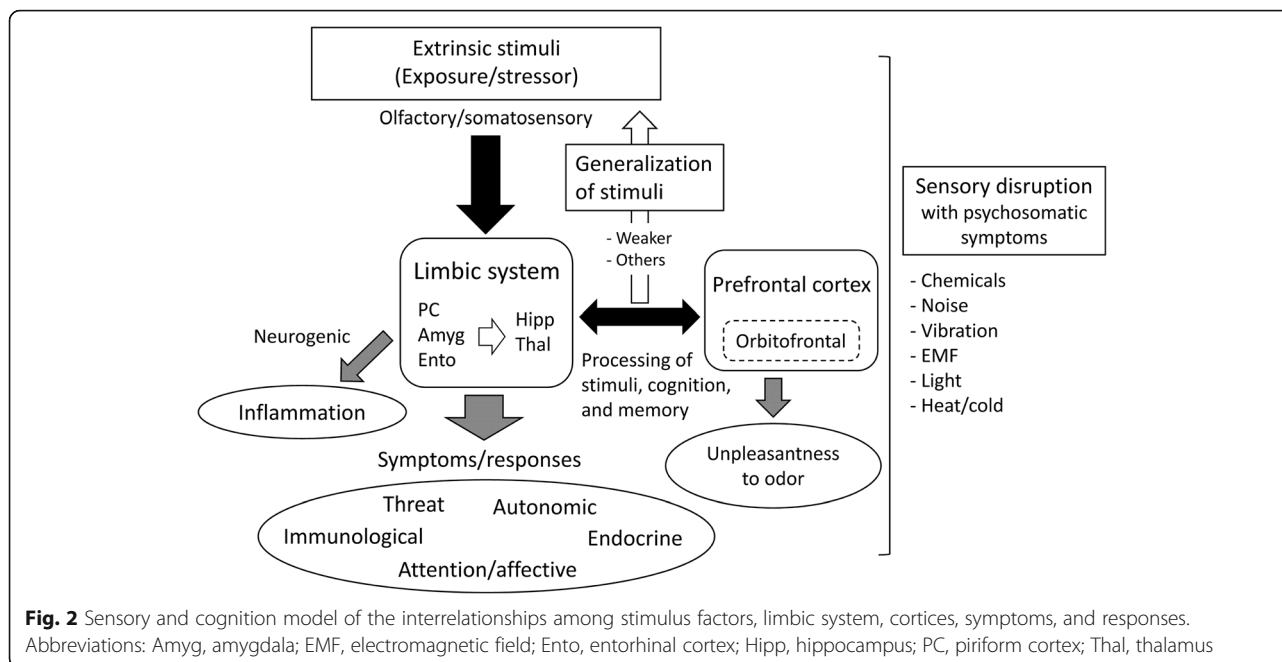 Extrinsic stimuli
(Exposure/stressor)
Olfactory/somatosensory
Generalization
of stimuli
- Weaker
- Others
Limbic system
PC
Amyg
Ento
Hipp
Thal
Prefrontal cortex
Orbitofrontal
Processing of
stimuli, cognition,
and memory
Neurogenic
Inflammation
Symptoms/responses
Threat
Autonomic
Immunological
Endocrine
Attention/affective
Unpleasantness
to odor
Sensory disruption
with psychosomatic
symptoms
- Chemicals
- Noise
- Vibration
- EMF
- Light
- Heat/cold
Fig. 2 Sensory and cognition model of the interrelationships among stimulus factors, limbic system, cortices, symptoms, and responses.
Abbreviations: Amyg, amygdala; EMF, electromagnetic field; Ento, entorhinal cortex; Hipp, hippocampus; PC, piriform cortex; Thal, thalamus